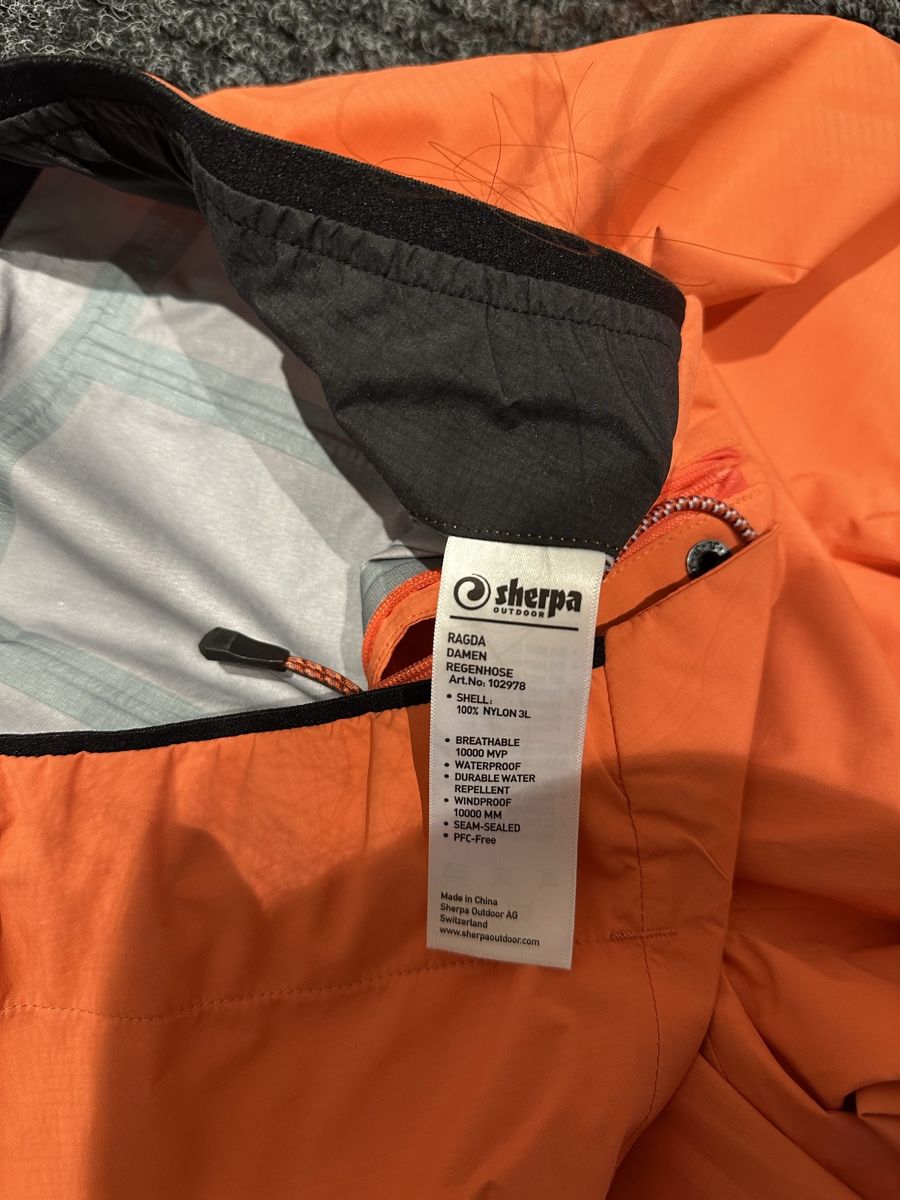 sherpa
OUTDOOR
RAGDA
DAMEN
REGENHOSE
Art.No: 102978
• SHELL:
100% NYLON 3L
• BREATHABLE
10000 MVP
• WATERPROOF
• DURABLE WATER
REPELLENT
• WINDPROOF
10000 MM
• SEAM-SEALED
• PFC-Free
Made in China
Sherpa Outdoor AG
Switzerland
www.sherpaoutdoor.com